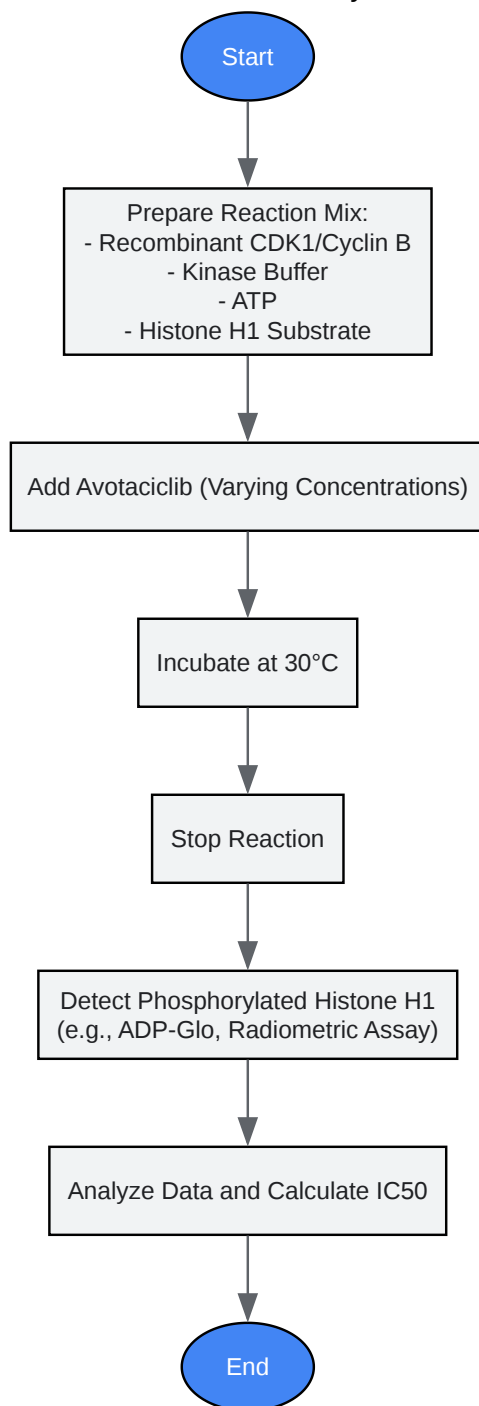 Start
Prepare Reaction Mix:
- Recombinant CDK1/Cyclin B
- Kinase Buffer
- ATP
- Histone H1 Substrate
Add Avotaciclib (Varying Concentrations)
Incubate at 30°C
Stop Reaction
Detect Phosphorylated Histone H1
(e.g., ADP-Glo, Radiometric Assay)
Analyze Data and Calculate IC50
End